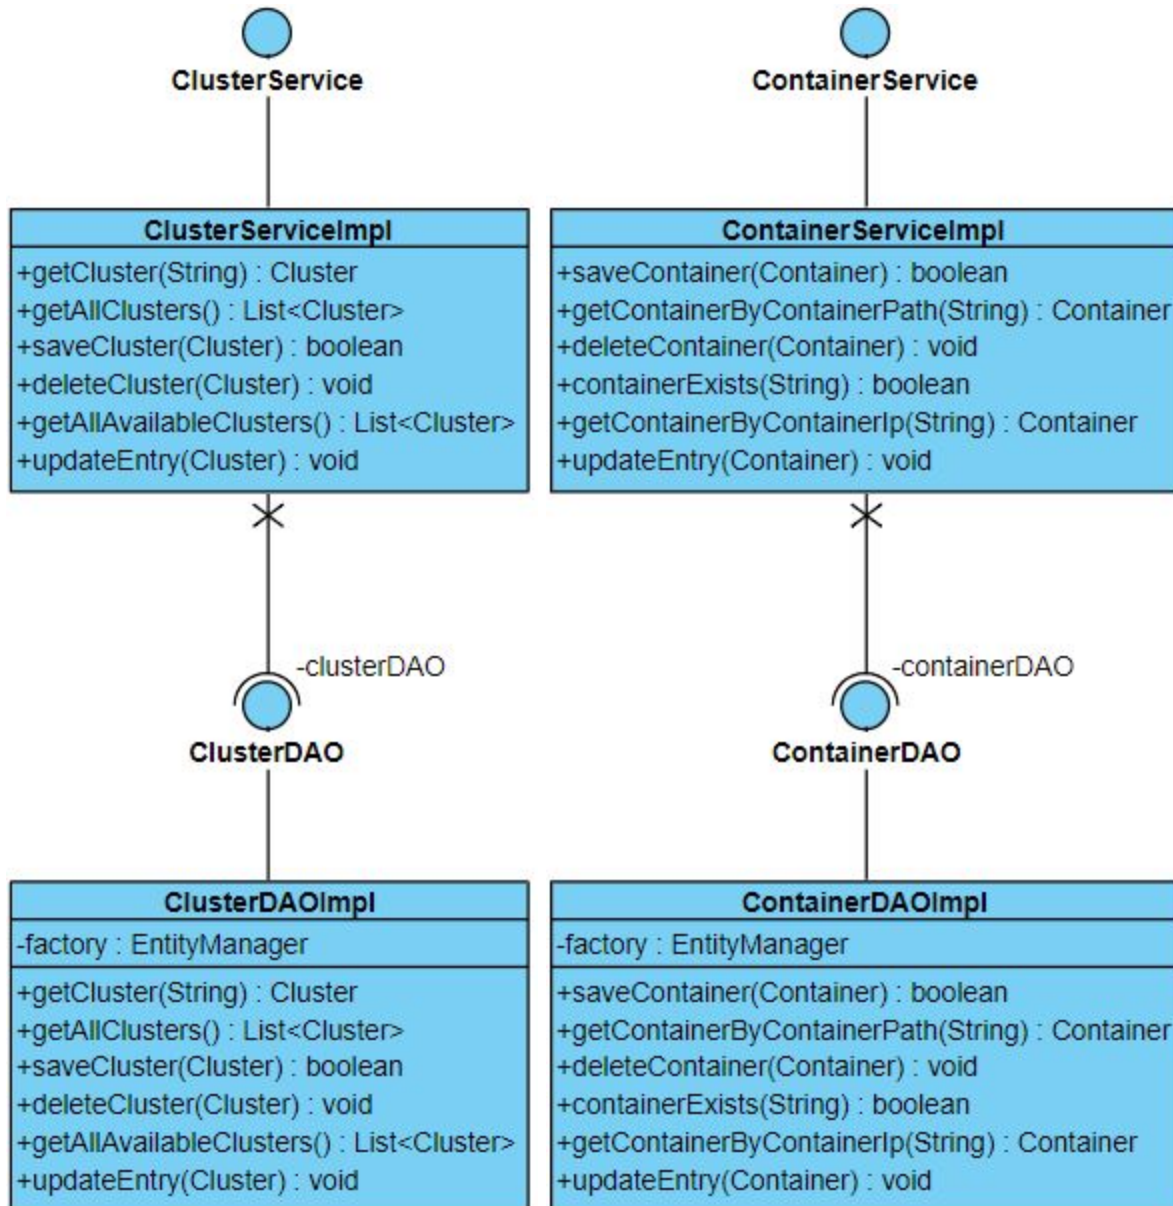 ClusterService
ContainerService
ClusterServiceImpl
+getCluster(String) : Cluster
+getAllClusters() : List<Cluster>
+saveCluster(Cluster) : boolean
+deleteCluster(Cluster) : void
+getAllAvailableClusters() : List<Cluster>
+updateEntry(Cluster) : void
ContainerServiceImpl
+saveContainer(Container) : boolean
+getContainerByContainerPath(String) : Container
+deleteContainer(Container) : void
+containerExists(String) : boolean
+getContainerByContainerIp(String) : Container
+updateEntry(Container) : void
-clusterDAO
ClusterDAO
-containerDAO
ContainerDAO
ClusterDAOImpl
-factory : EntityManager
+getCluster(String) : Cluster
+getAllClusters() : List<Cluster>
+saveCluster(Cluster) : boolean
+deleteCluster(Cluster) : void
+getAllAvailableClusters() : List<Cluster>
+updateEntry(Cluster) : void
ContainerDAOImpl
-factory : EntityManager
+saveContainer(Container) : boolean
+getContainerByContainerPath(String) : Container
+deleteContainer(Container) : void
+containerExists(String) : boolean
+getContainerByContainerIp(String) : Container
+updateEntry(Container) : void